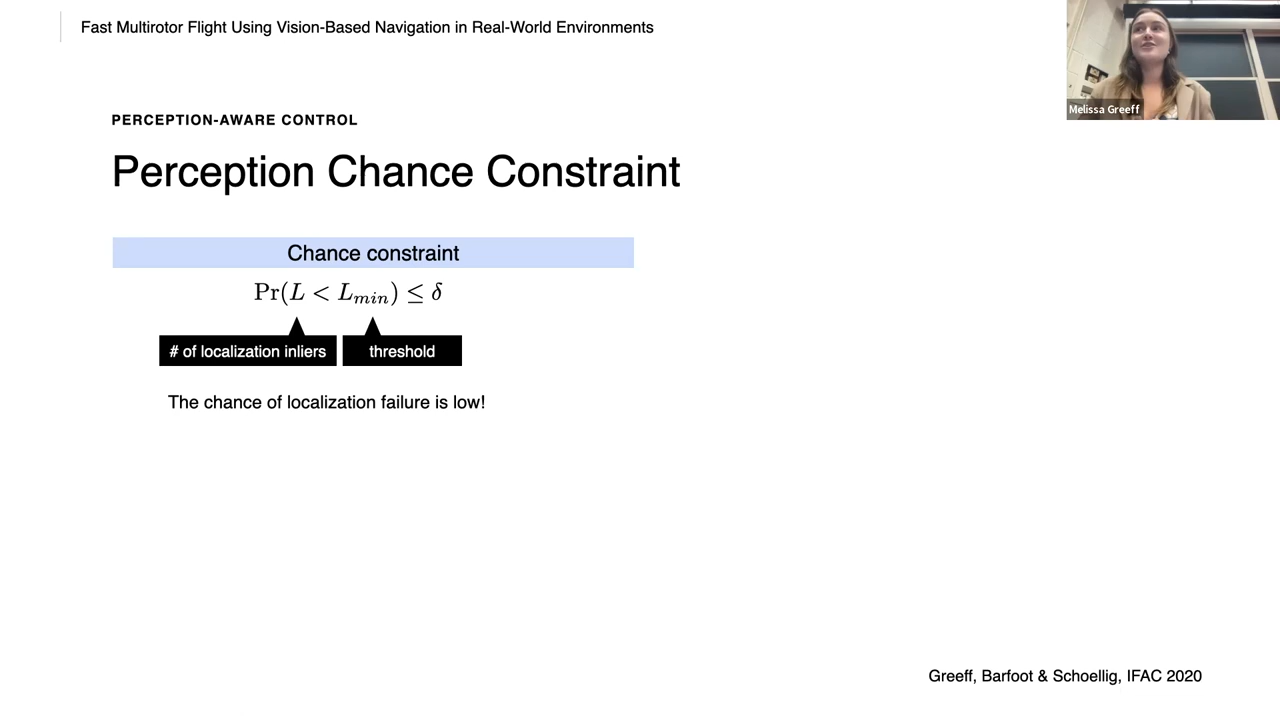 Fast Multirotor Flight Using Vision-Based Navigation in Real-World Environments
Melissa Greeff
PERCEPTION-AWARE CONTROL
Perception Chance Constraint
Chance constraint
Pr(L < L_{min}) ≤ δ
# of localization inliers
threshold
The chance of localization failure is low!
Greeff, Barfoot & Schoellig, IFAC 2020